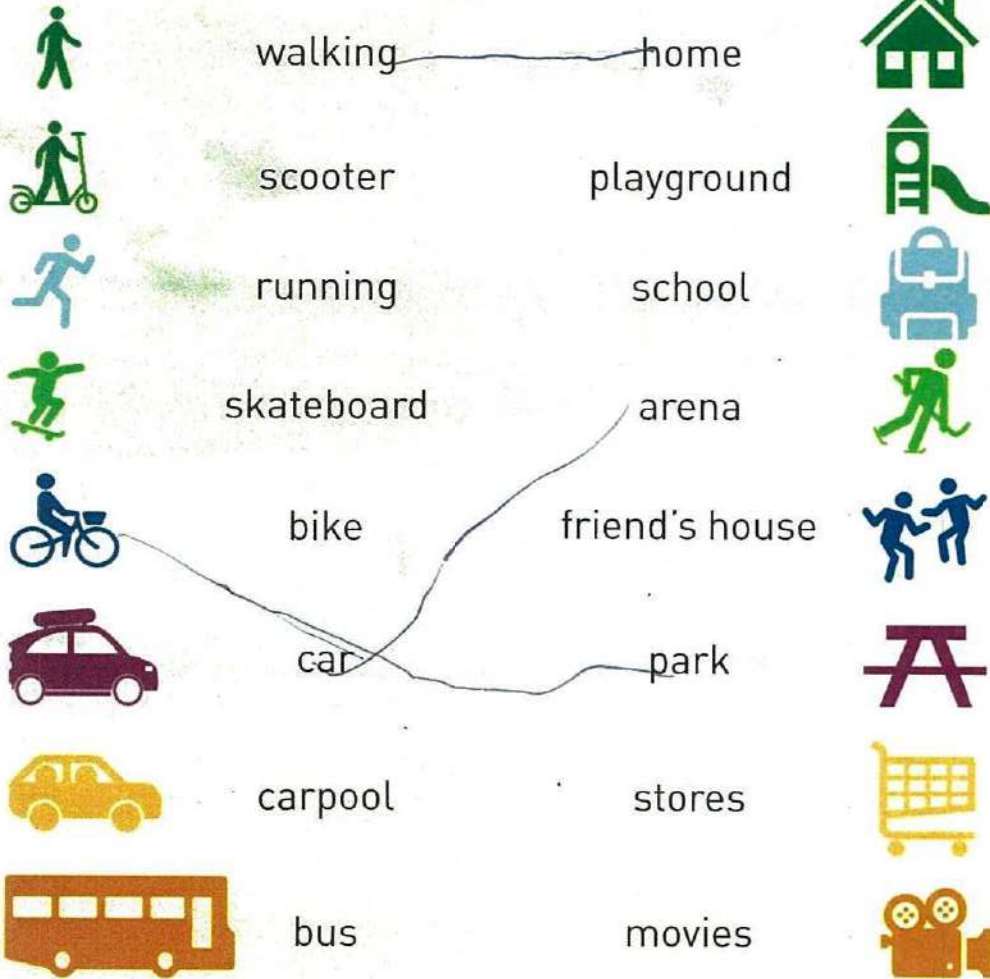 walking home
scooter playground
running school
skateboard arena
bike friend's house
car park
carpool stores
bus movies